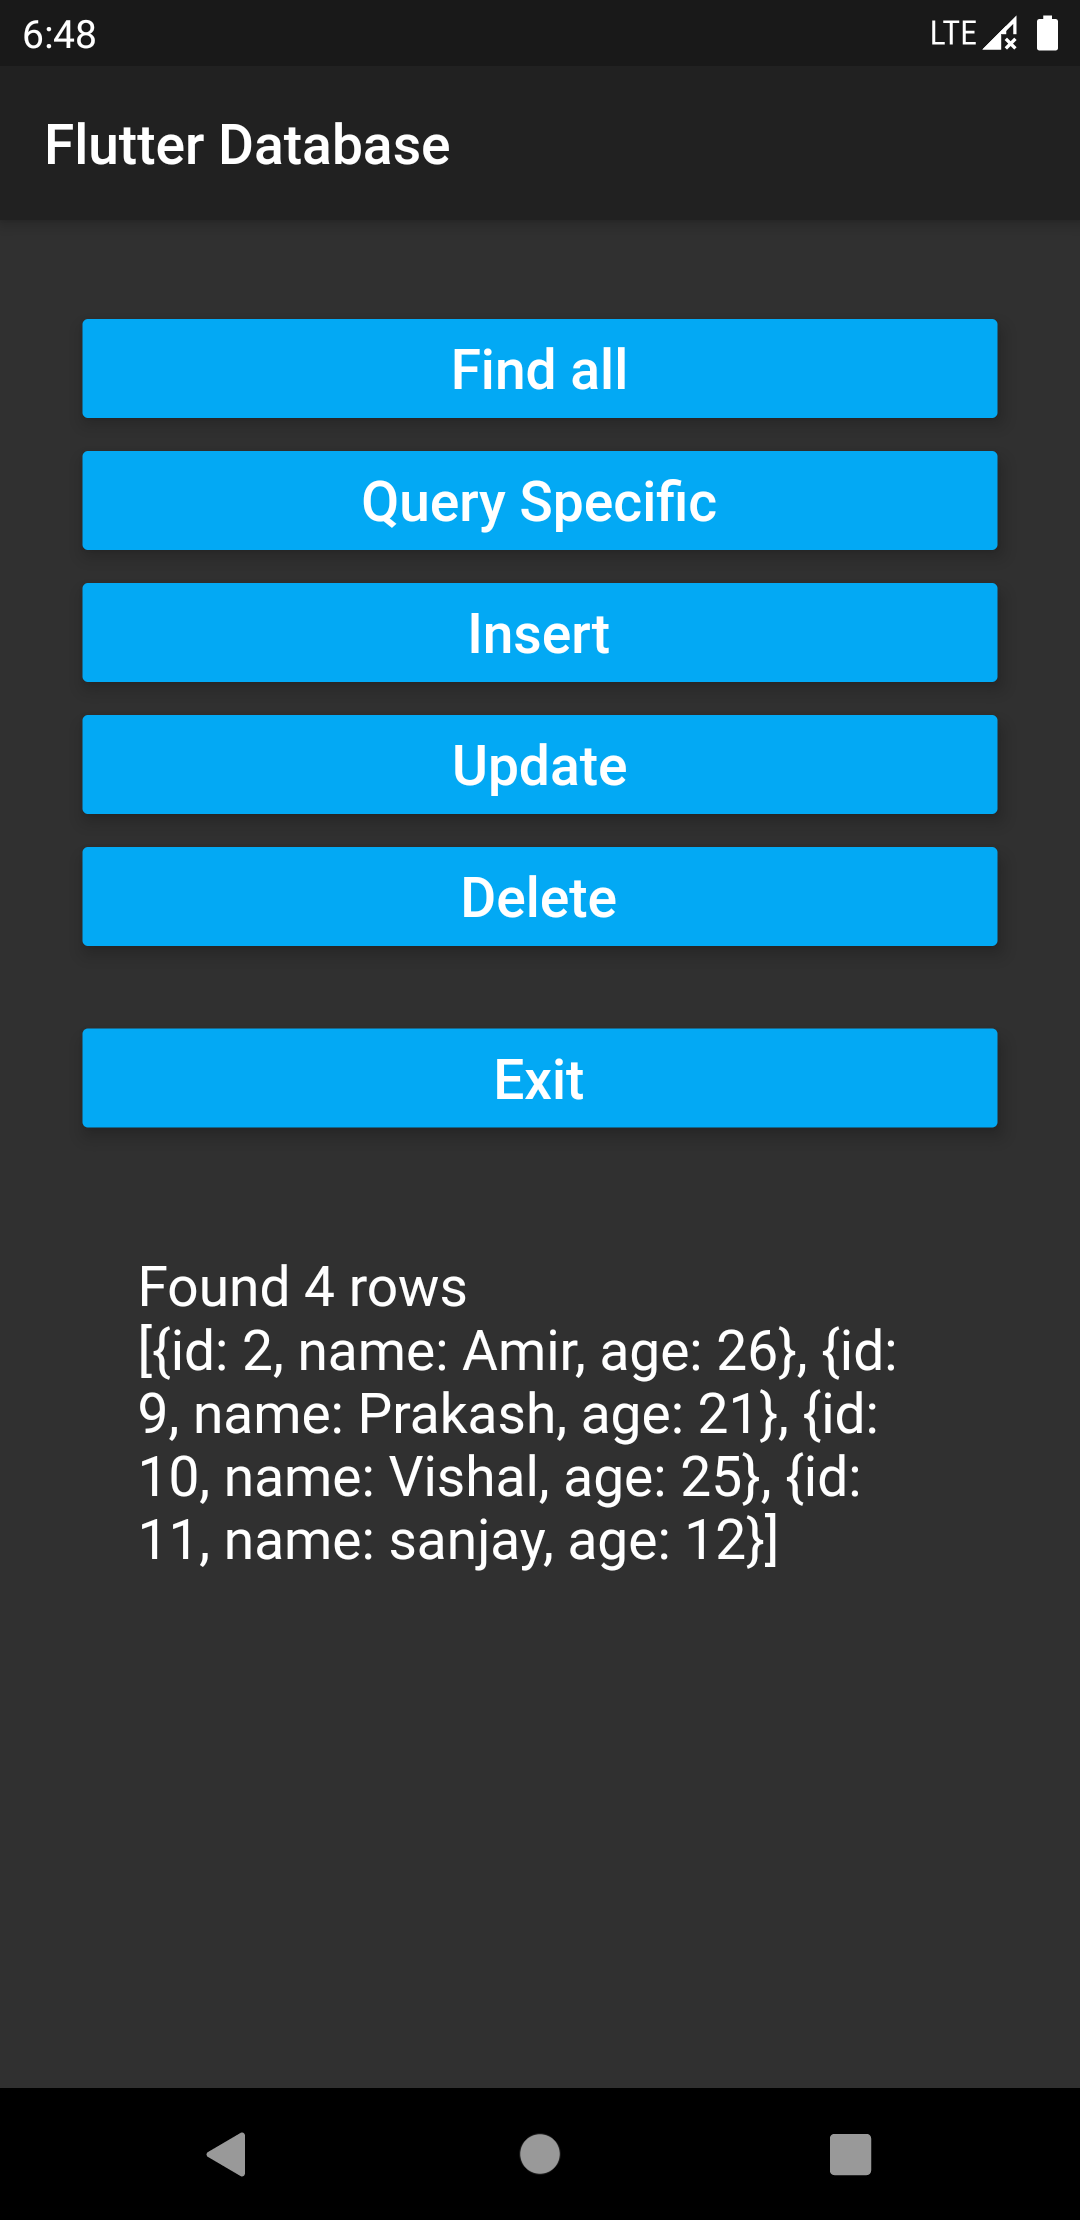 6:48 LTE
Flutter Database
Find all
Query Specific
Insert
Update
Delete
Exit
Found 4 rows
[{id: 2, name: Amir, age: 26}, {id:
9, name: Prakash, age: 21}, {id:
10, name: Vishal, age: 25}, {id:
11, name: sanjay, age: 12}]